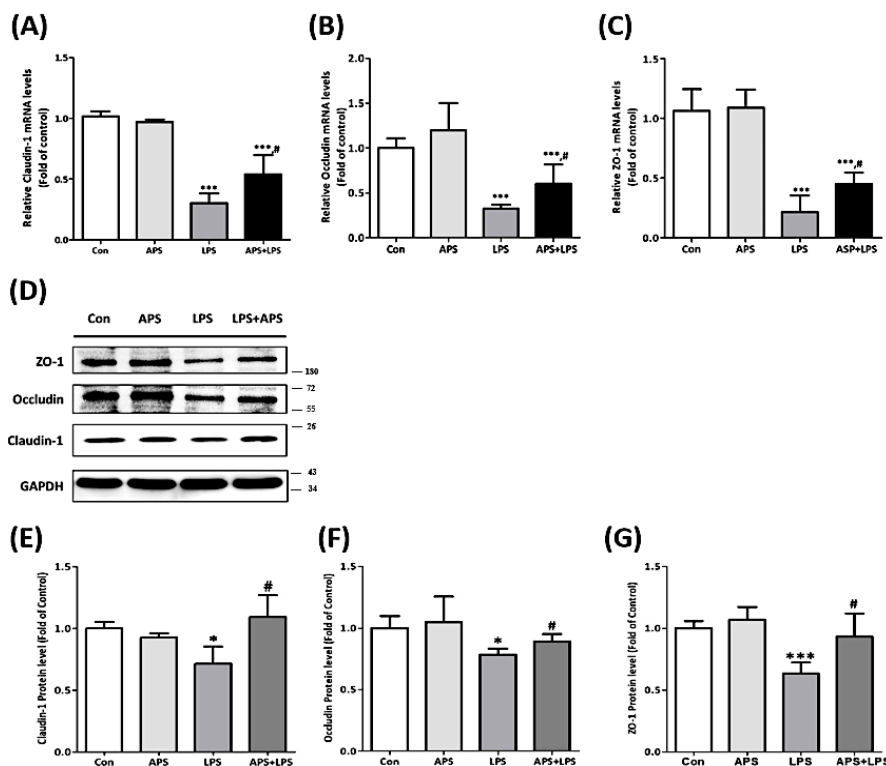 (A)
Relative Claudin-1 mRNA levels
(Fold of control)
1.5
1.0
0.5
0.0
***
***,#
Con APS LPS APS+LPS
(B)
Relative Occludin mRNA levels
(Fold of control)
2.0
1.5
1.0
0.5
0.0
***
***,#
Con APS LPS APS+LPS
(C)
Relative ZO-1 mRNA levels
(Fold of control)
1.5
1.0
0.5
0.0
***
***,#
Con APS LPS ASP+LPS
(D)
Con APS LPS LPS+APS
ZO-1
— 180
Occludin
— 72
— 55
Claudin-1
— 26
GAPDH
— 43
— 34
(E)
Claudin-1 Protein level (Fold of Control)
1.5
1.0
0.5
0.0
*
#
Con APS LPS APS+LPS
(F)
Occludin Protein level (Fold of Control)
1.5
1.0
0.5
0.0
*
#
Con APS LPS APS+LPS
(G)
ZO-1 Protein level (Fold of Control)
1.5
1.0
0.5
0.0
***
#
Con APS LPS APS+LPS